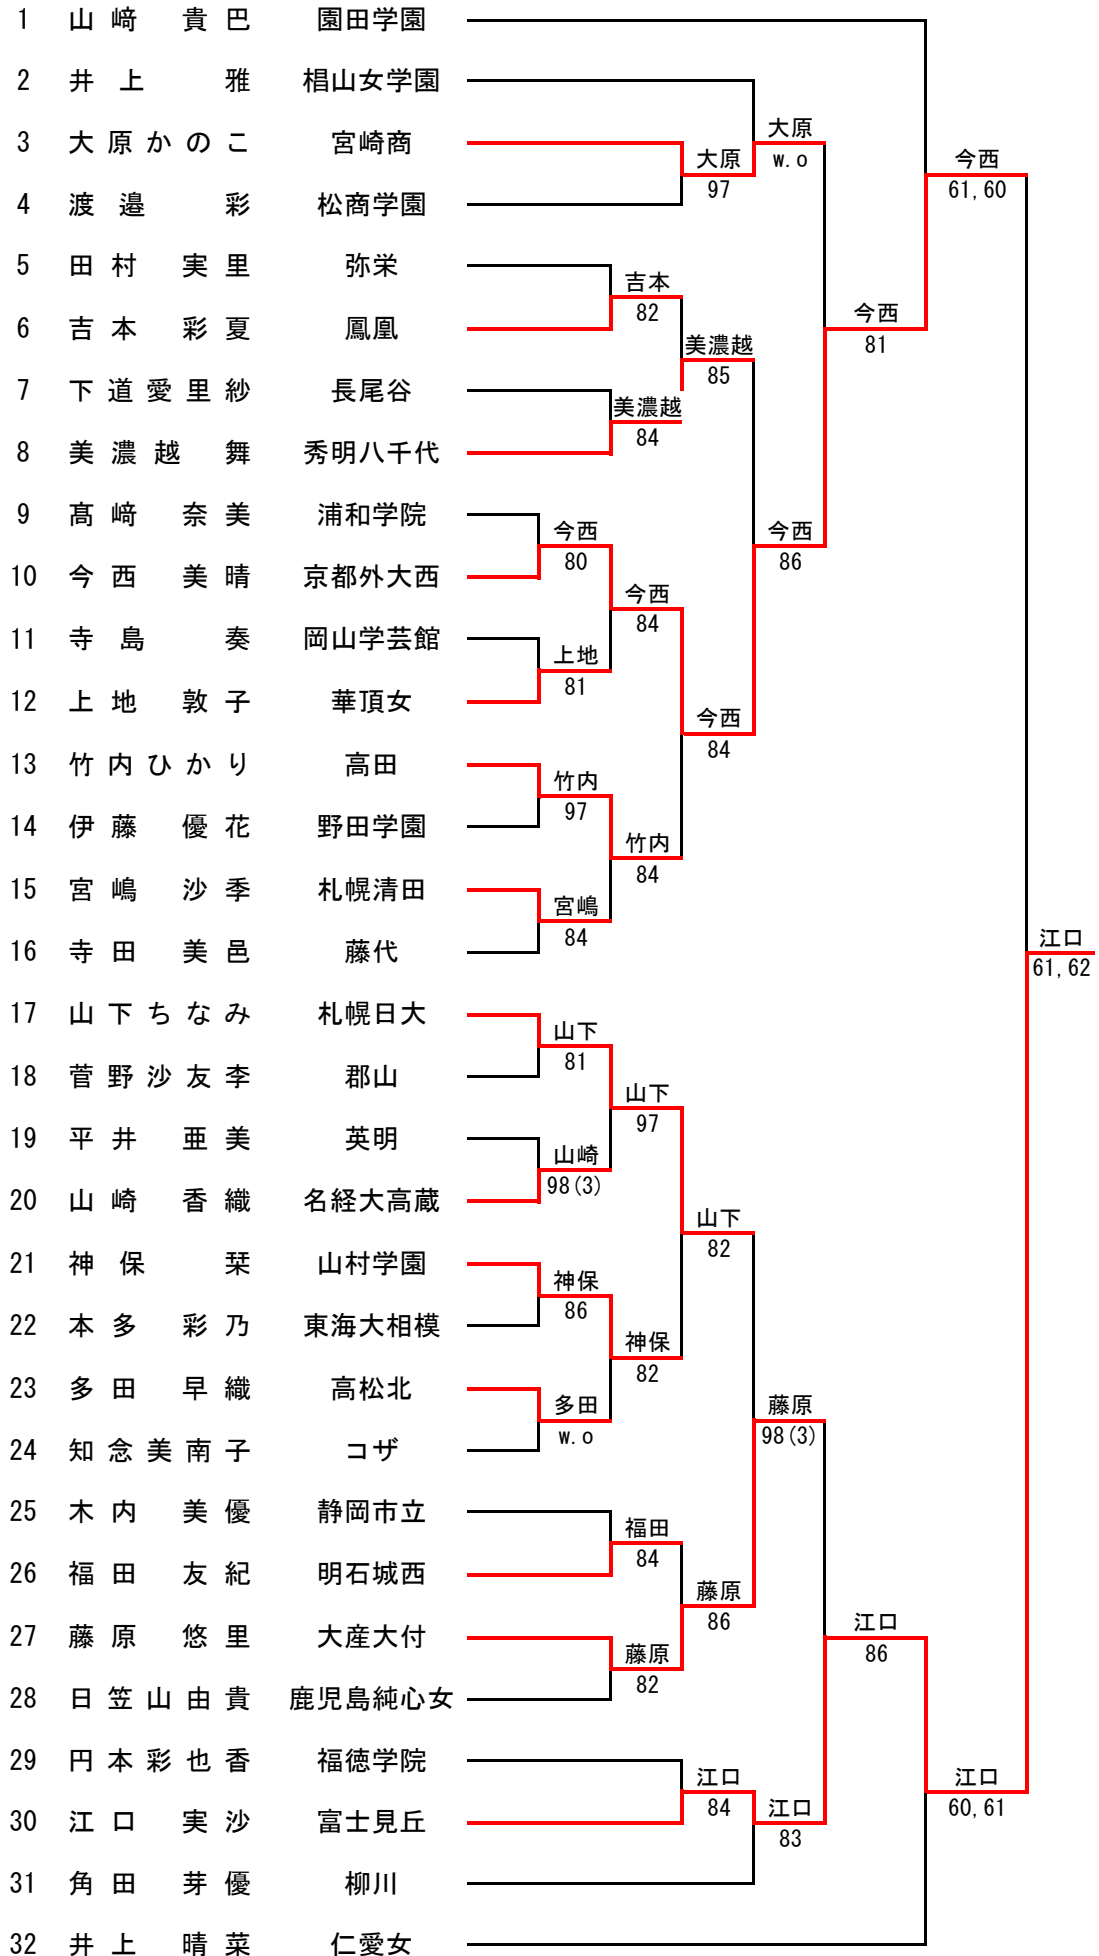 1 山﨑 貴巴 園田学園
2 井上 雅 椙山女学園
大原
3 大原かのこ 宮崎商
大原 w.o 今西
97 61,60
4 渡邉 彩 松商学園
5 田村 実里 弥栄
吉本
82 今西
6 吉本 彩夏 鳳凰
美濃越 81
85
7 下道愛里紗 長尾谷
美濃越
84
8 美濃越 舞 秀明八千代
9 髙﨑 奈美 浦和学院
今西 今西
80 86
10 今西 美晴 京都外大西
今西
84
11 寺島 奏 岡山学芸館
上地
81
12 上地 敦子 華頂女
今西
84
13 竹内ひかり 高田
竹内
97
14 伊藤 優花 野田学園
竹内
84
15 宮嶋 沙季 札幌清田
宮嶋
84
16 寺田 美邑 藤代
江口
61,62
17 山下ちなみ 札幌日大
山下
81
18 菅野沙友李 郡山
山下
97
19 平井 亜美 英明
山崎
98(3)
20 山崎 香織 名経大高蔵
山下
82
21 神保 栞 山村学園
神保
86
22 本多 彩乃 東海大相模
神保
82
23 多田 早織 高松北
多田 藤原
w.o 98(3)
24 知念美南子 コザ
25 木内 美優 静岡市立
福田
84
26 福田 友紀 明石城西
藤原
86
27 藤原 悠里 大産大付
江口
藤原 86
82
28 日笠山由貴 鹿児島純心女
29 円本彩也香 福徳学院
江口 江口
84 60,61
30 江口 実沙 富士見丘
江口
83
31 角田 芽優 柳川
32 井上 晴菜 仁愛女